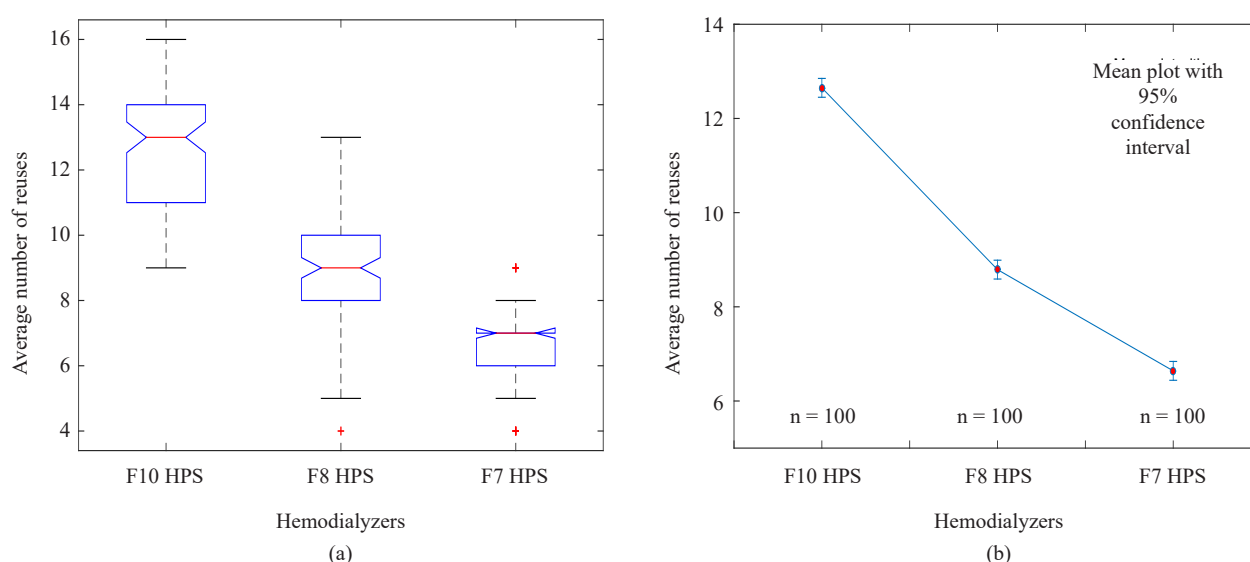 16
14
12
10
8
6
4
Average number of reuses
F10 HPS
F8 HPS
F7 HPS
Hemodialyzers
(a)
14
12
10
8
6
Average number of reuses
Mean plot with
95%
confidence
interval
n = 100
n = 100
n = 100
F10 HPS
F8 HPS
F7 HPS
Hemodialyzers
(b)